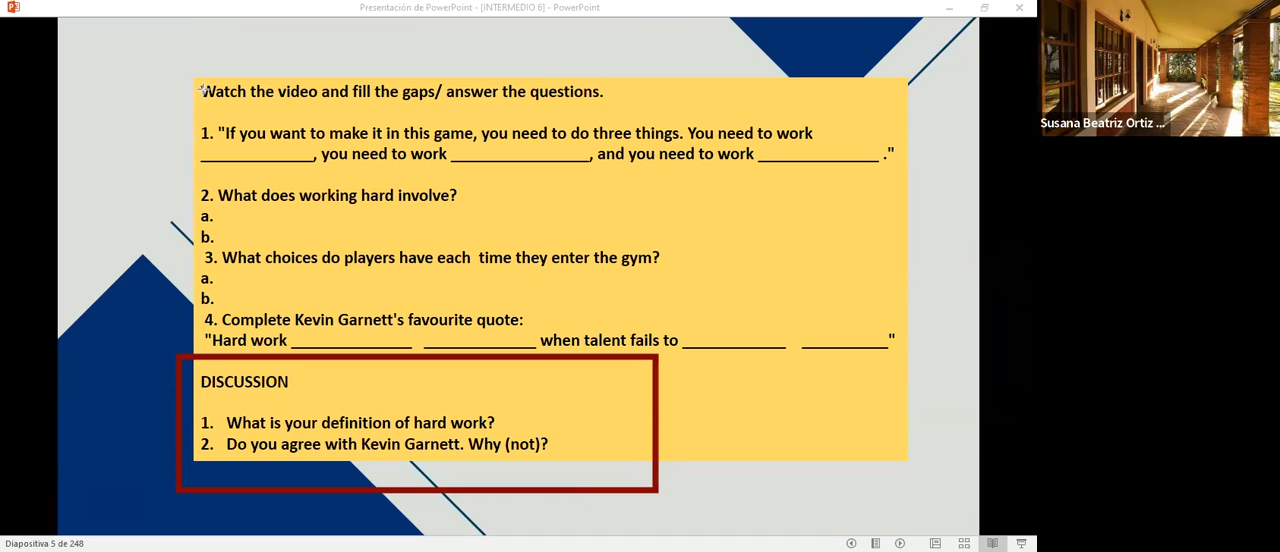 Presentación de PowerPoint - [INTERMEDIO 6] - PowerPoint
Susana Beatriz Ortiz ...
Watch the video and fill the gaps/ answer the questions.
1. "If you want to make it in this game, you need to do three things. You need to work
______________, you need to work _________________, and you need to work _______________ ."
2. What does working hard involve?
a.
b.
3. What choices do players have each time they enter the gym?
a.
b.
4. Complete Kevin Garnett's favourite quote:
"Hard work _______________ ______________ when talent fails to _____________ ___________"
DISCUSSION
1. What is your definition of hard work?
2. Do you agree with Kevin Garnett. Why (not)?
Diapositiva 5 de 248